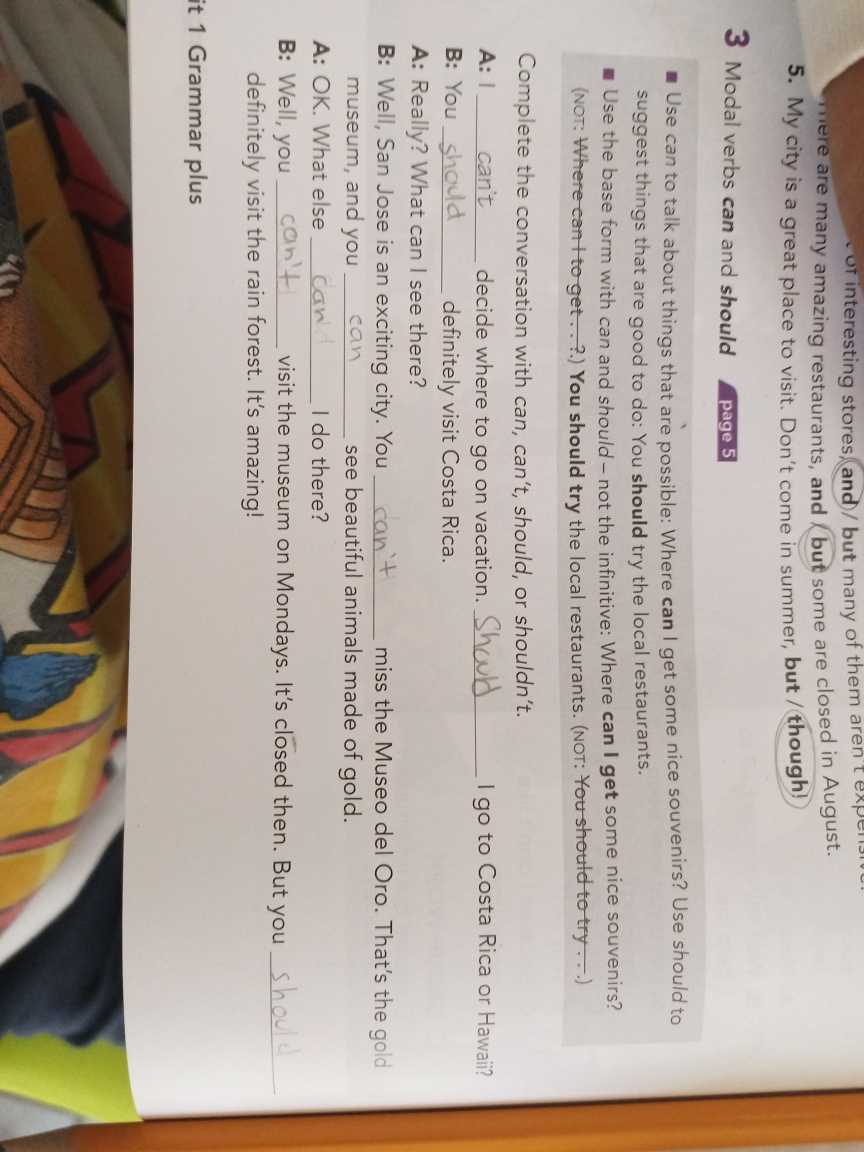 of interesting stores, and / but many of them aren't
There are many amazing restaurants, and / but some are closed in August.
5. My city is a great place to visit. Don't come in summer, but / though!
3 Modal verbs can and should page 5
■ Use can to talk about things that are possible: Where can I get some nice souvenirs? Use should to
suggest things that are good to do: You should try the local restaurants.
■ Use the base form with can and should – not the infinitive: Where can I get some nice souvenirs?
(NOT: Where can I to get . . . ?.) You should try the local restaurants. (NOT: You should to try . . . .)
Complete the conversation with can, can't, should, or shouldn't.
A: I can't decide where to go on vacation. Should I go to Costa Rica or Hawaii?
B: You should definitely visit Costa Rica.
A: Really? What can I see there?
B: Well, San Jose is an exciting city. You can't miss the Museo del Oro. That's the gold
museum, and you can see beautiful animals made of gold.
A: OK. What else can I do there?
B: Well, you can't visit the museum on Mondays. It's closed then. But you should
definitely visit the rain forest. It's amazing!
it 1 Grammar plus